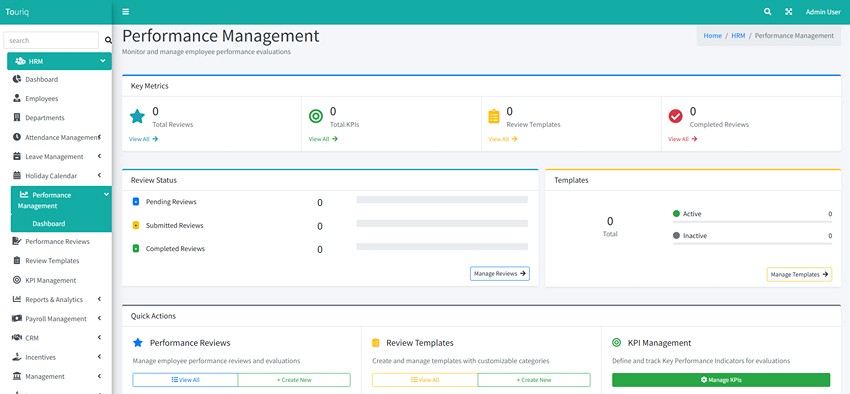 Touriq
Admin User
search
HRM
Dashboard
Employees
Departments
Attendance Management
Leave Management
Holiday Calendar
Performance
Management
Dashboard
Performance Reviews
Review Templates
KPI Management
Reports & Analytics
Payroll Management
CRM
Incentives
Management
Performance Management
Monitor and manage employee performance evaluations
Home / HRM / Performance Management
Key Metrics
0
Total Reviews
View All
0
Total KPIs
View All
0
Review Templates
View All
0
Completed Reviews
View All
Review Status
Pending Reviews 0
Submitted Reviews 0
Completed Reviews 0
Manage Reviews
Templates
0
Total
Active 0
Inactive 0
Manage Templates
Quick Actions
Performance Reviews
Manage employee performance reviews and evaluations
View All
+ Create New
Review Templates
Create and manage templates with customizable categories
View All
+ Create New
KPI Management
Define and track Key Performance Indicators for evaluations
Manage KPIs